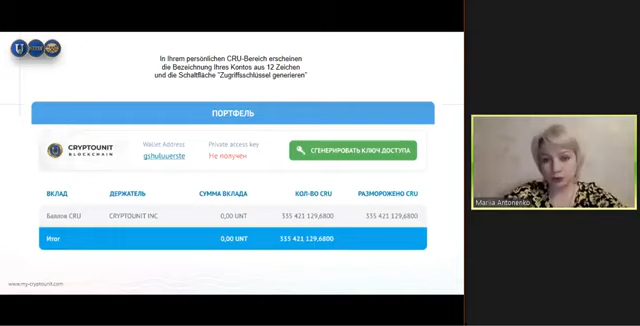 In Ihrem persönlichen CRU-Bereich erscheinen
die Bezeichnung Ihres Kontos aus 12 Zeichen
und die Schaltfläche "Zugriffsschlüssel generieren"
ПОРТФЕЛЬ
CRYPTOUNIT
BLOCKCHAIN
Wallet Address
gshuluuerste
Private access key
Не получен
СГЕНЕРИРОВАТЬ КЛЮЧ ДОСТУПА
ВКЛАД ДЕРЖАТЕЛЬ СУММА ВКЛАДА КОЛ-ВО CRU РАЗМОРОЖЕНО CRU
Баллов CRU CRYPTOUNIT INC 0,00 UNT 335 421 129,6800 335 421 129,6800
Итог 0,00 UNT 335 421 129,6800
www.my-cryptounit.com
Mariia Antonenko